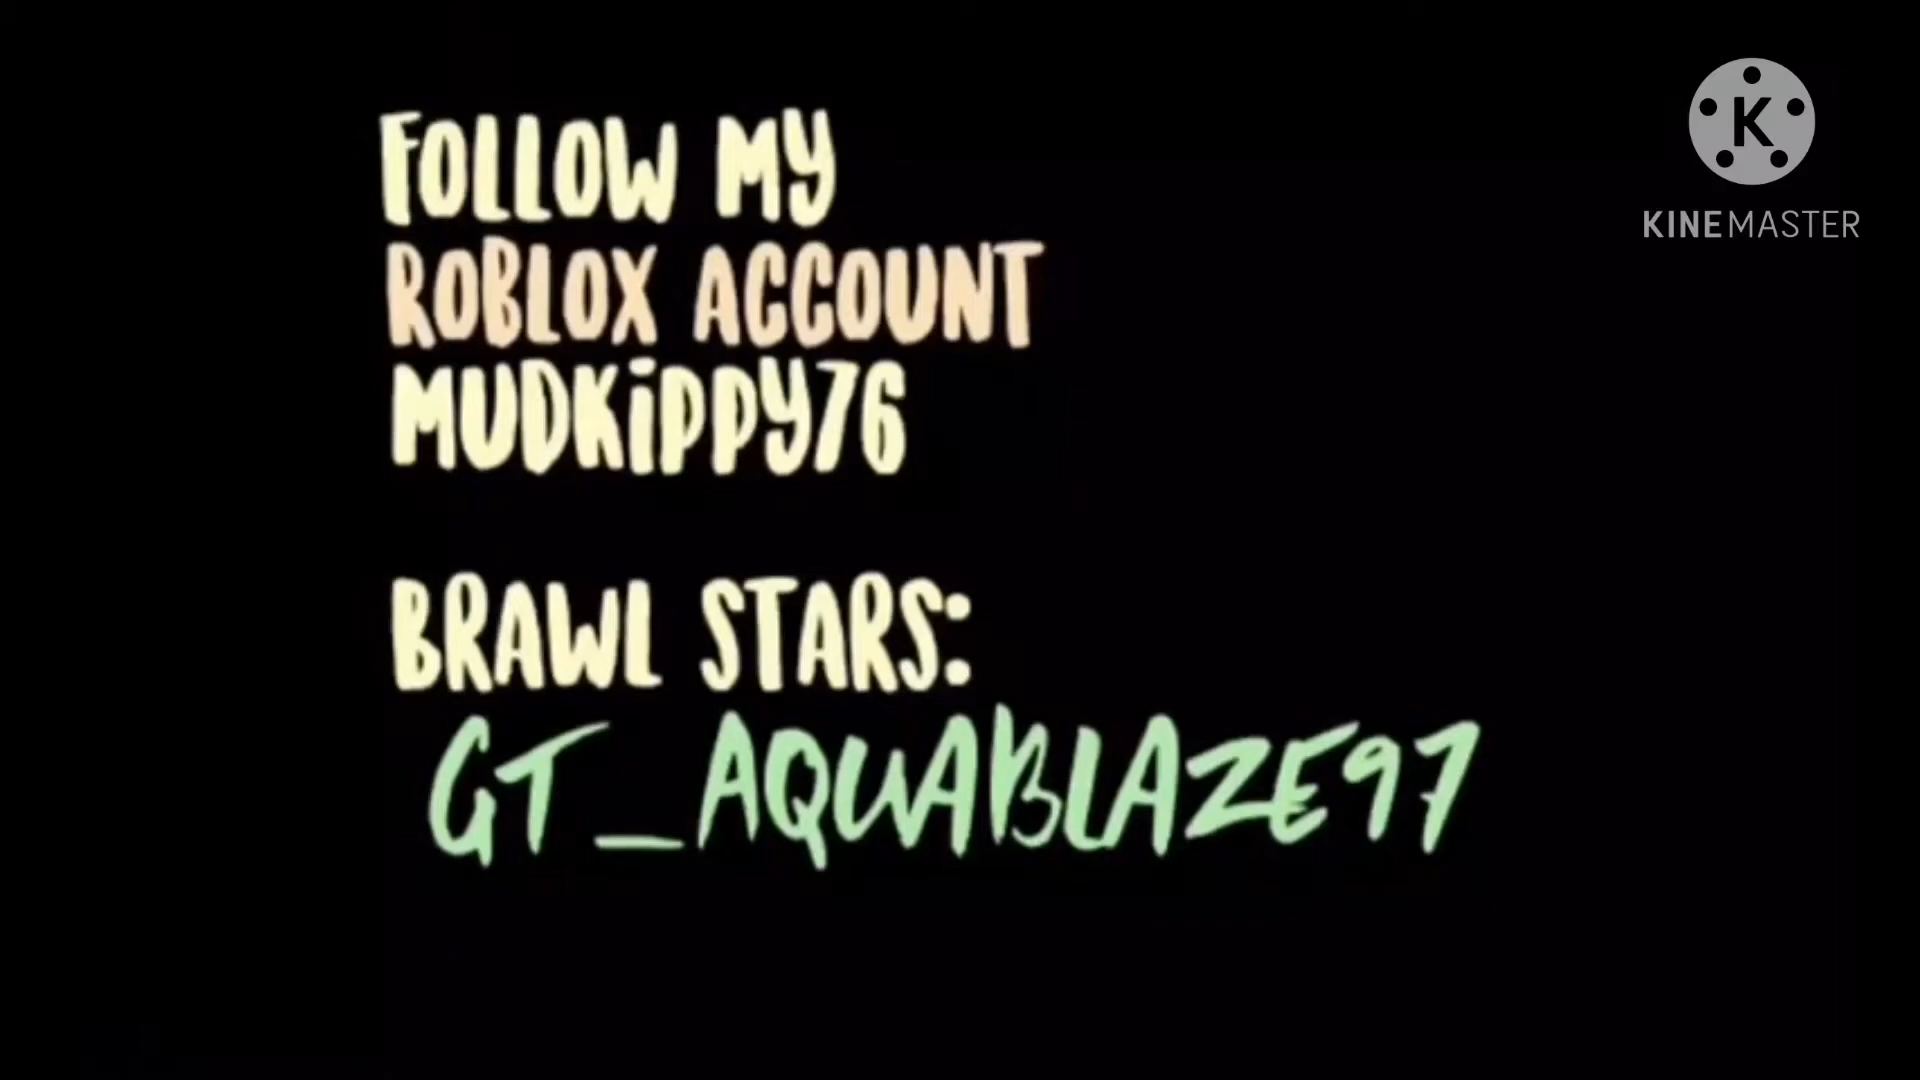 FOLLOW MY
ROBLOX ACCOUNT
MUDKiPPY76
BRAWL STARS:
GT_AQUABLAZE97
K
KINEMASTER